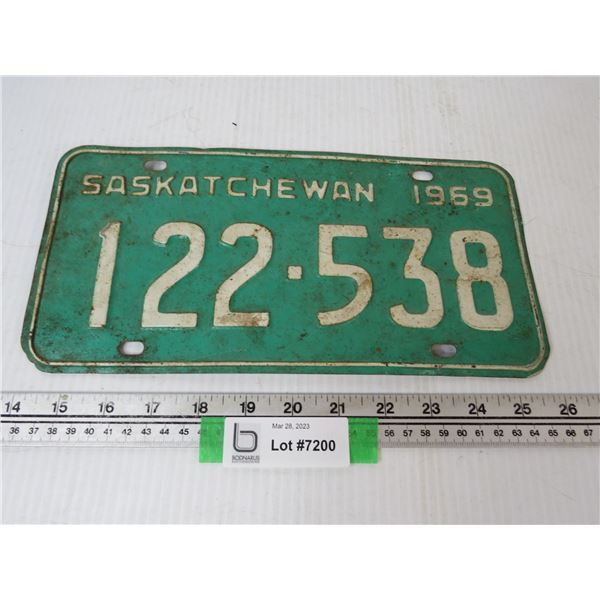 SASKATCHEWAN 1969
122·538
14 15 16 17 18 19 20 21 22 23 24 25 26
36 37 38 39 40 41 42 43 44 45 56 57 58 59 60 61 62 63 64 65 66 67
Mar 28, 2023
Lot #7200
BODNARUS